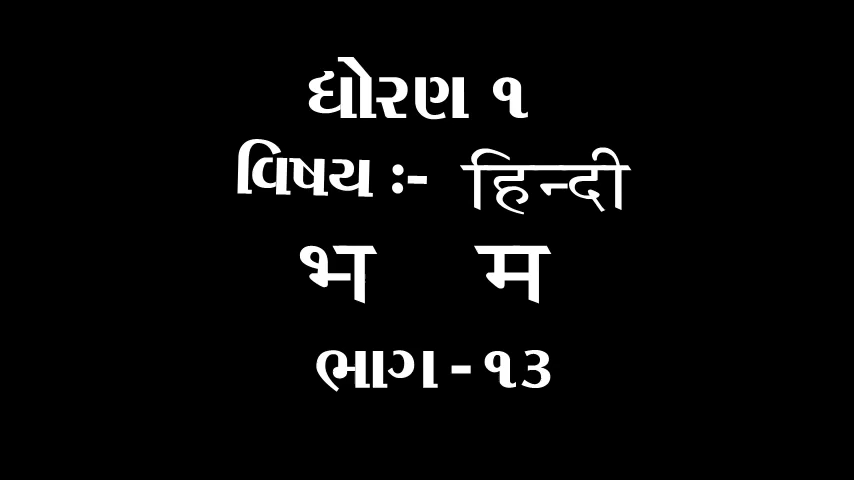 ધોરણ ૧
વિષય :- हिन्दी
भ म
ભાગ - ૧૩